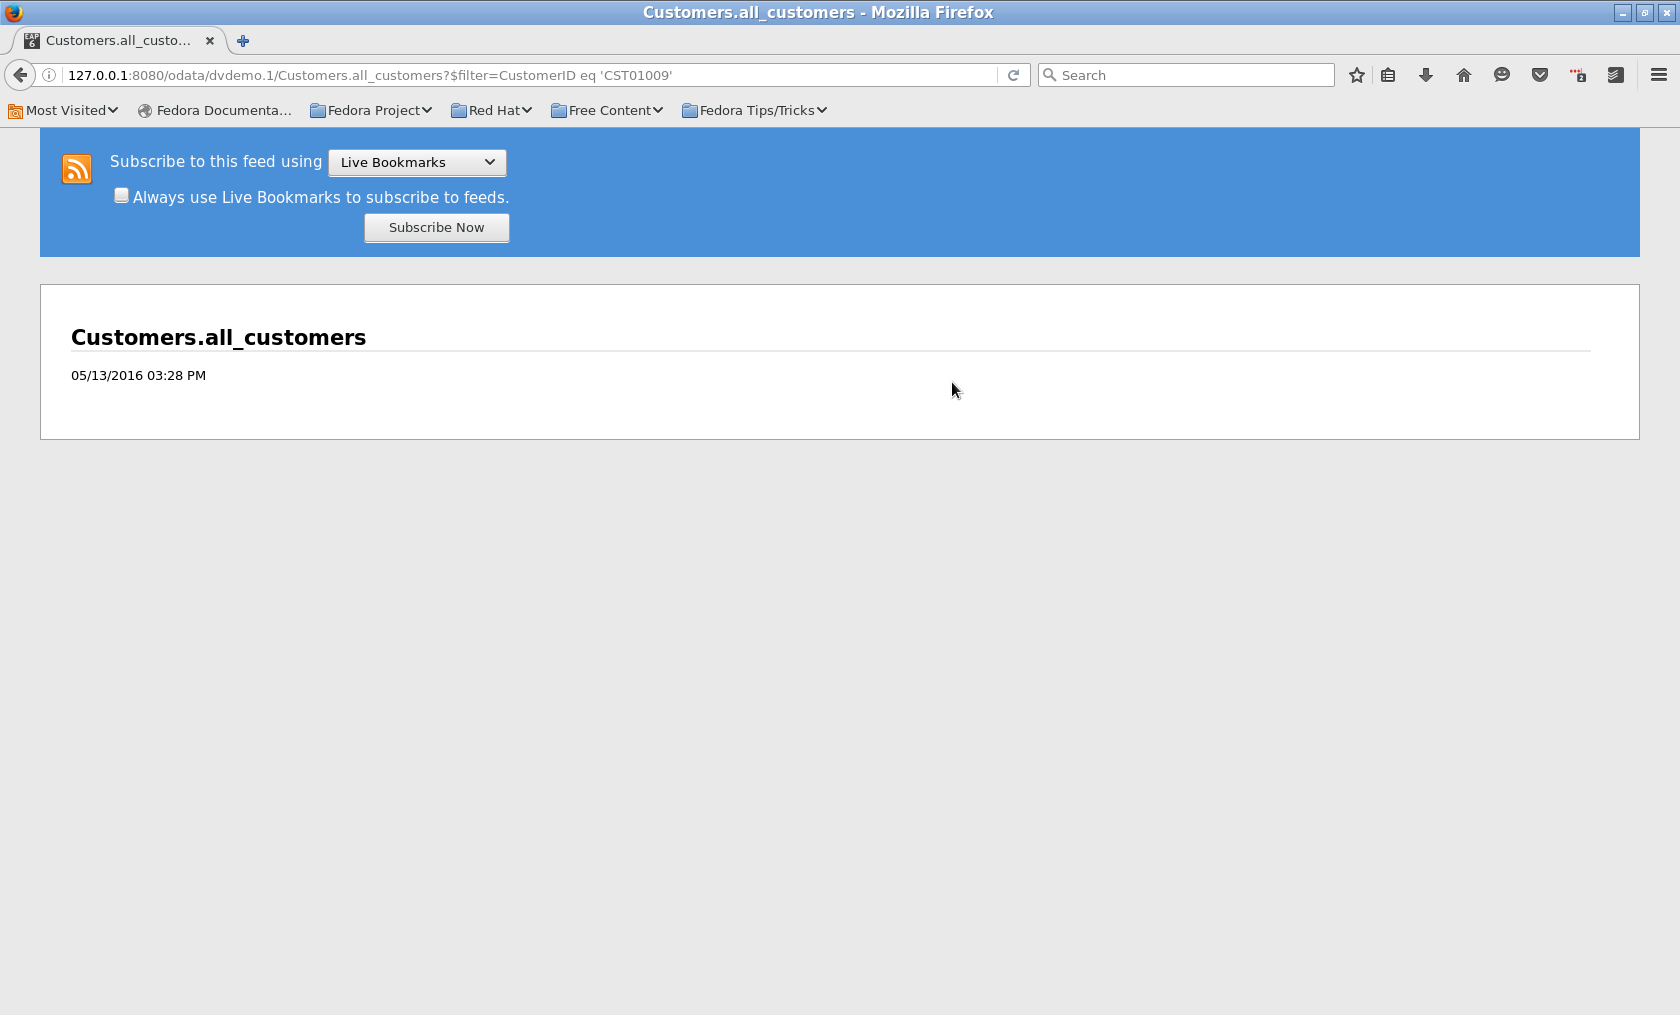 Customers.all_customers - Mozilla Firefox
EAP 6 Customers.all_custo...
127.0.0.1:8080/odata/dvdemo.1/Customers.all_customers?$filter=CustomerID eq 'CST01009' Search 2
Most Visited Fedora Documenta... Fedora Project Red Hat Free Content Fedora Tips/Tricks
Subscribe to this feed using Live Bookmarks
Always use Live Bookmarks to subscribe to feeds.
Subscribe Now
Customers.all_customers
05/13/2016 03:28 PM